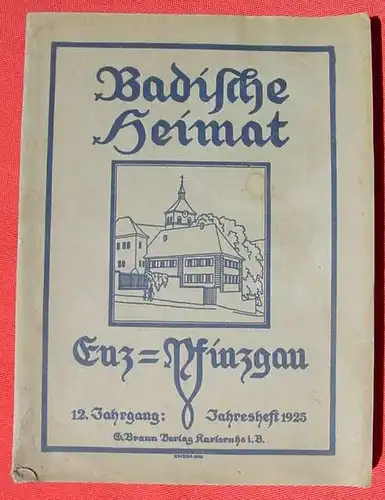 Badische
Heimat
Enz=Pfinzgau
12. Jahrgang: Jahresheft 1925
G. Braun Verlag Karlsruhe i. B.